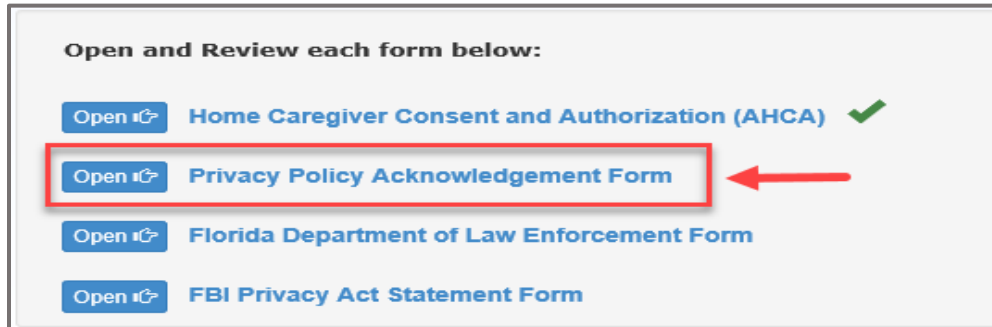 Open and Review each form below:
Open Home Caregiver Consent and Authorization (AHCA)
Open Privacy Policy Acknowledgement Form
Open Florida Department of Law Enforcement Form
Open FBI Privacy Act Statement Form